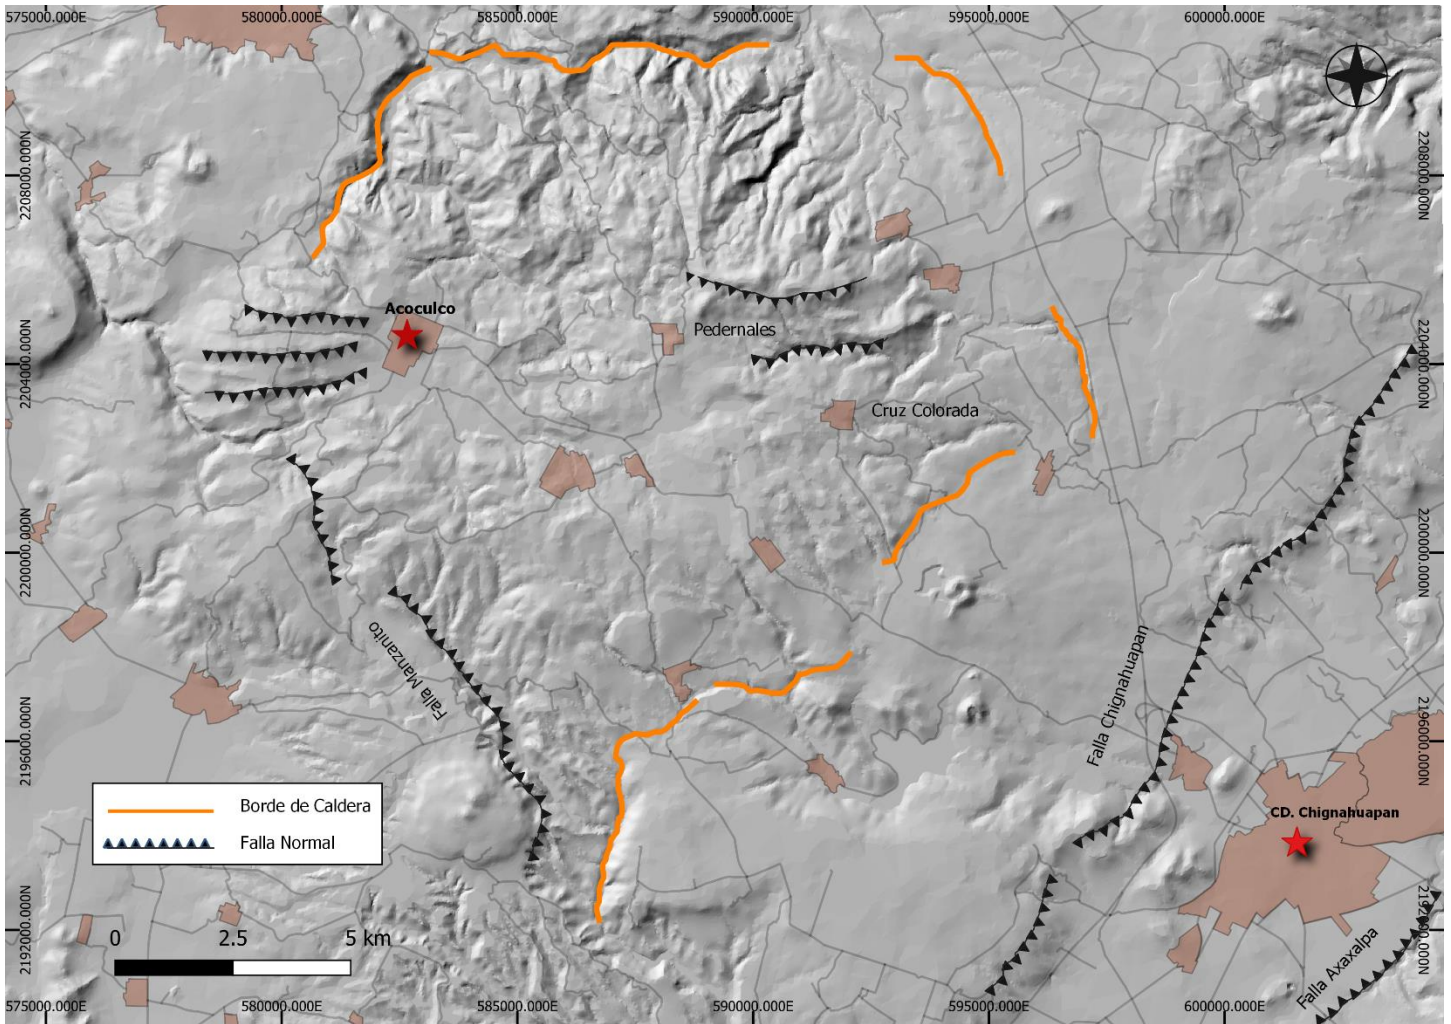 575000.000E
580000.000E
585000.000E
590000.000E
595000.000E
600000.000E
2208000.000N
2208000.000N
Acoculco
Pedernales
2204000.000N
2204000.000N
Cruz Colorada
2200000.000N
2200000.000N
Falla Manzanito
Falla Chignahuapan
2196000.000N
2196000.000N
Borde de Caldera
Falla Normal
CD. Chignahuapan
2192000.000N
2192000.000N
Falla Axaxalpa
0
2.5
5 km
575000.000E
580000.000E
585000.000E
590000.000E
595000.000E
600000.000E